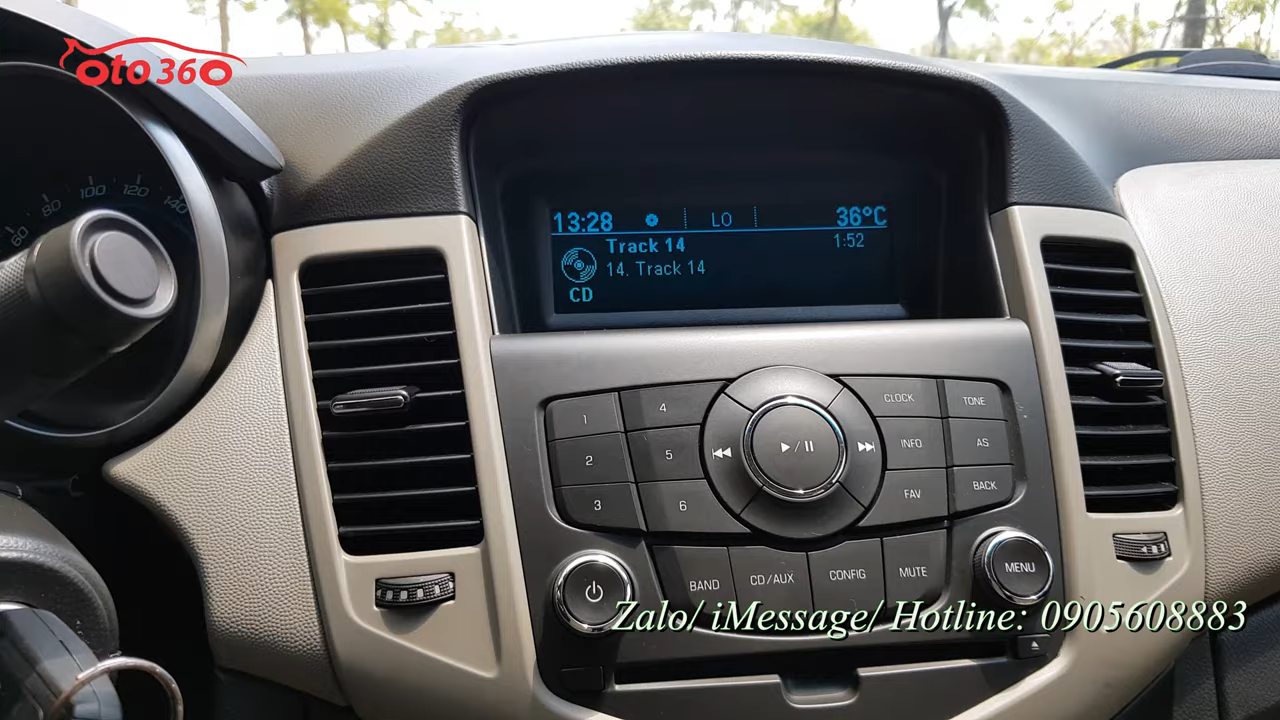 oto360
60 80 100 120 140
13:28 LO 36°C
Track 14 1:52
14. Track 14
CD
1 4 CLOCK TONE
2 5 INFO AS
3 6 FAV BACK
BAND CD/AUX CONFIG MUTE MENU
Zalo/ iMessage/ Hotline: 0905608883